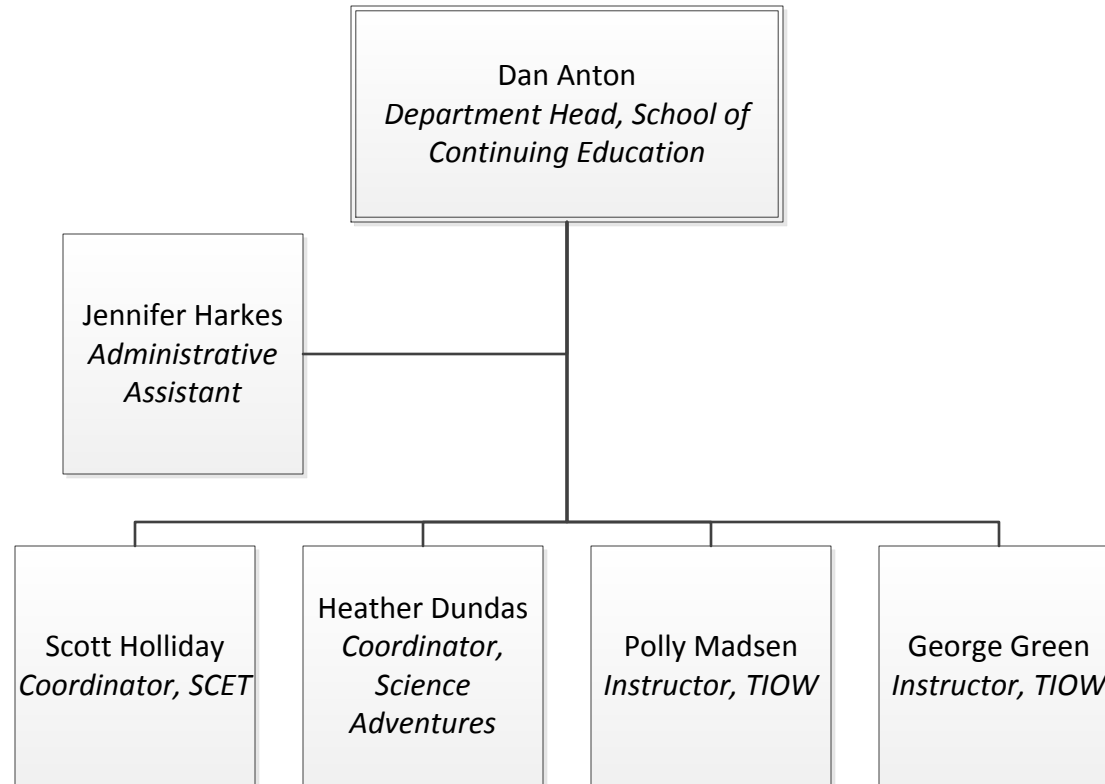 Dan Anton
Department Head, School of
Continuing Education
Jennifer Harkes
Administrative
Assistant
Scott Holliday
Coordinator, SCET
Heather Dundas
Coordinator,
Science
Adventures
Polly Madsen
Instructor, TIOW
George Green
Instructor, TIOW